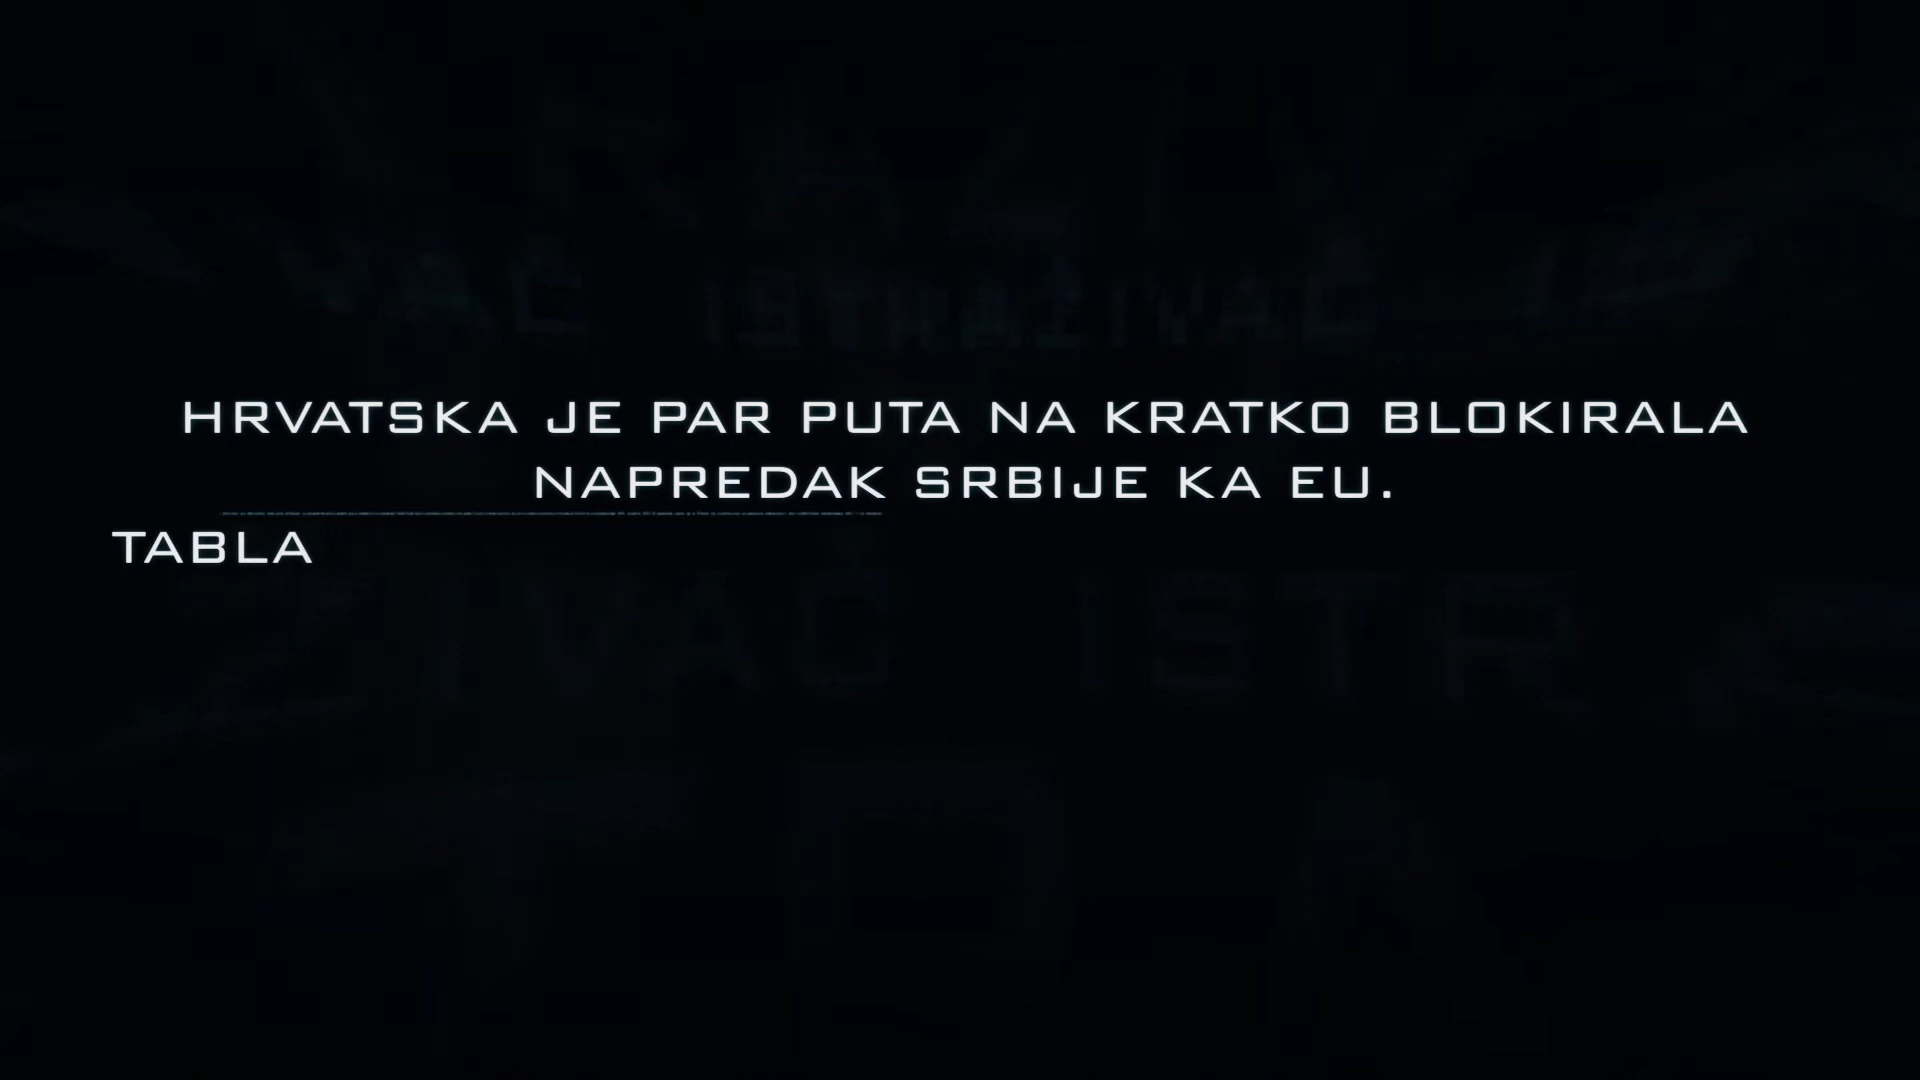 HRVATSKA JE PAR PUTA NA KRATKO BLOKIRALA
NAPREDAK SRBIJE KA EU.
TABLA